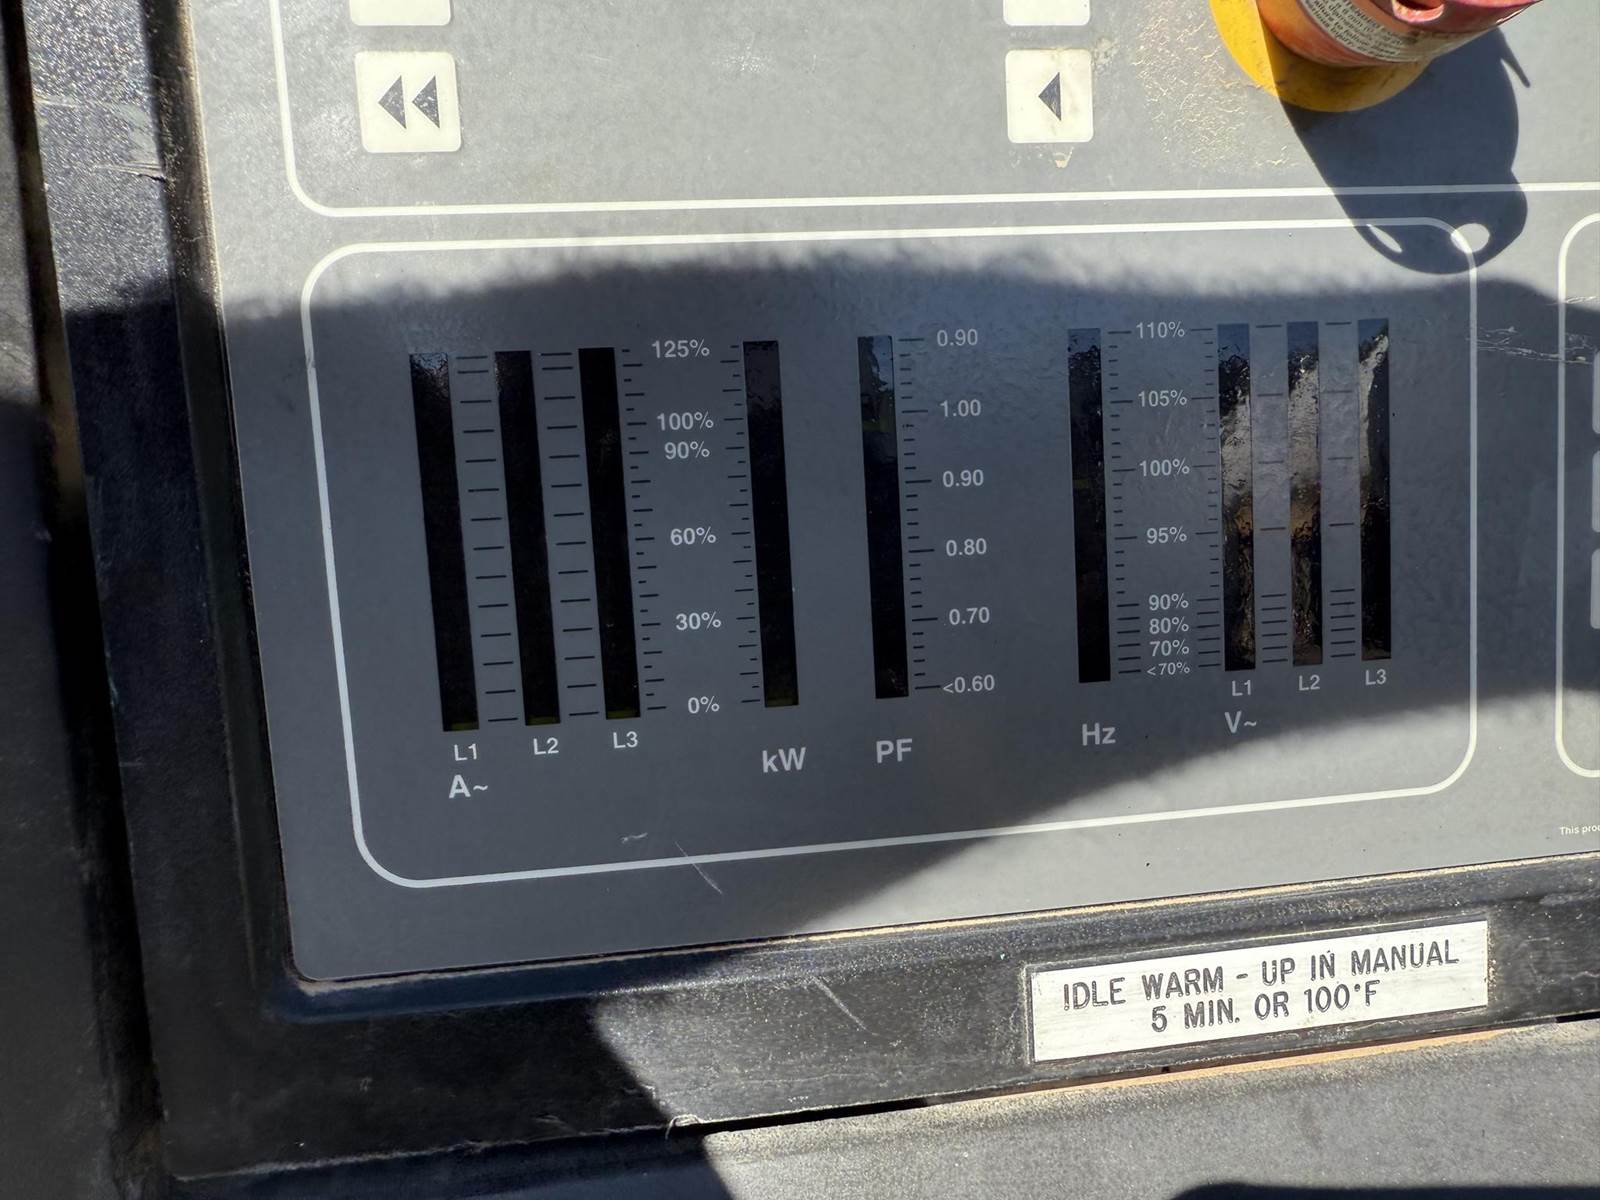 125%
100%
90%
60%
30%
0%
0.90
1.00
0.90
0.80
0.70
<0.60
110%
105%
100%
95%
90%
80%
70%
<70%
L1 L2 L3
A~
kW
PF
Hz
L1 L2 L3
V~
This
IDLE WARM - UP IN MANUAL
5 MIN. OR 100°F